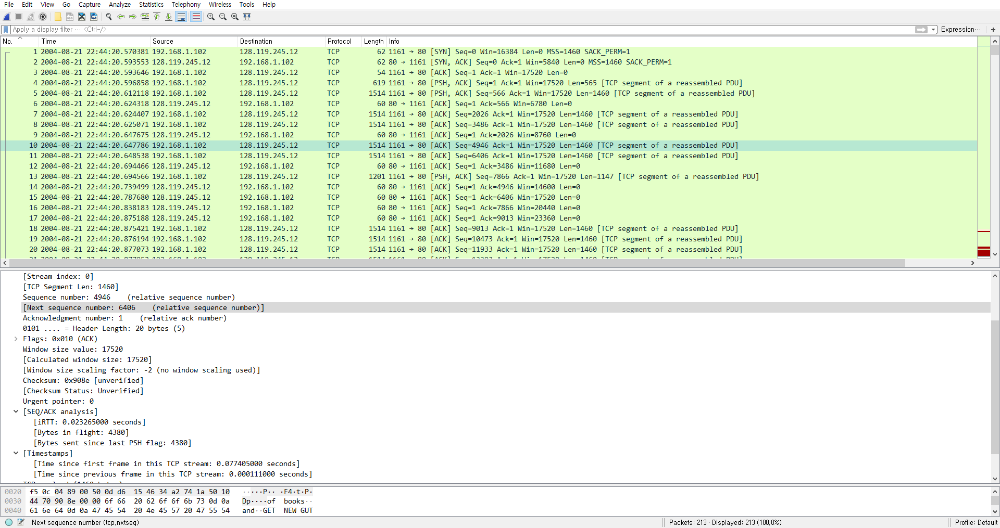 File Edit View Go Capture Analyze Statistics Telephony Wireless Tools Help
Apply a display filter ··· <Ctrl-/> Expression··· +
No. Time Source Destination Protocol Length Info
1 2004-08-21 22:44:20.570381 192.168.1.102 128.119.245.12 TCP 62 1161 → 80 [SYN] Seq=0 Win=16384 Len=0 MSS=1460 SACK_PERM=1
2 2004-08-21 22:44:20.593553 128.119.245.12 192.168.1.102 TCP 62 80 → 1161 [SYN, ACK] Seq=0 Ack=1 Win=5840 Len=0 MSS=1460 SACK_PERM=1
3 2004-08-21 22:44:20.593646 192.168.1.102 128.119.245.12 TCP 54 1161 → 80 [ACK] Seq=1 Ack=1 Win=17520 Len=0
4 2004-08-21 22:44:20.596858 192.168.1.102 128.119.245.12 TCP 619 1161 → 80 [PSH, ACK] Seq=1 Ack=1 Win=17520 Len=565 [TCP segment of a reassembled PDU]
5 2004-08-21 22:44:20.612118 192.168.1.102 128.119.245.12 TCP 1514 1161 → 80 [PSH, ACK] Seq=566 Ack=1 Win=17520 Len=1460 [TCP segment of a reassembled PDU]
6 2004-08-21 22:44:20.624318 128.119.245.12 192.168.1.102 TCP 60 80 → 1161 [ACK] Seq=1 Ack=566 Win=6780 Len=0
7 2004-08-21 22:44:20.624407 192.168.1.102 128.119.245.12 TCP 1514 1161 → 80 [ACK] Seq=2026 Ack=1 Win=17520 Len=1460 [TCP segment of a reassembled PDU]
8 2004-08-21 22:44:20.625071 192.168.1.102 128.119.245.12 TCP 1514 1161 → 80 [ACK] Seq=3486 Ack=1 Win=17520 Len=1460 [TCP segment of a reassembled PDU]
9 2004-08-21 22:44:20.647675 128.119.245.12 192.168.1.102 TCP 60 80 → 1161 [ACK] Seq=1 Ack=2026 Win=8760 Len=0
10 2004-08-21 22:44:20.647786 192.168.1.102 128.119.245.12 TCP 1514 1161 → 80 [ACK] Seq=4946 Ack=1 Win=17520 Len=1460 [TCP segment of a reassembled PDU]
11 2004-08-21 22:44:20.648538 192.168.1.102 128.119.245.12 TCP 1514 1161 → 80 [ACK] Seq=6406 Ack=1 Win=17520 Len=1460 [TCP segment of a reassembled PDU]
12 2004-08-21 22:44:20.694466 128.119.245.12 192.168.1.102 TCP 60 80 → 1161 [ACK] Seq=1 Ack=3486 Win=11680 Len=0
13 2004-08-21 22:44:20.694566 192.168.1.102 128.119.245.12 TCP 1201 1161 → 80 [PSH, ACK] Seq=7866 Ack=1 Win=17520 Len=1147 [TCP segment of a reassembled PDU]
14 2004-08-21 22:44:20.739499 128.119.245.12 192.168.1.102 TCP 60 80 → 1161 [ACK] Seq=1 Ack=4946 Win=14600 Len=0
15 2004-08-21 22:44:20.787680 128.119.245.12 192.168.1.102 TCP 60 80 → 1161 [ACK] Seq=1 Ack=6406 Win=17520 Len=0
16 2004-08-21 22:44:20.838183 128.119.245.12 192.168.1.102 TCP 60 80 → 1161 [ACK] Seq=1 Ack=7866 Win=20440 Len=0
17 2004-08-21 22:44:20.875188 128.119.245.12 192.168.1.102 TCP 60 80 → 1161 [ACK] Seq=1 Ack=9013 Win=23360 Len=0
18 2004-08-21 22:44:20.875421 192.168.1.102 128.119.245.12 TCP 1514 1161 → 80 [ACK] Seq=9013 Ack=1 Win=17520 Len=1460 [TCP segment of a reassembled PDU]
19 2004-08-21 22:44:20.876194 192.168.1.102 128.119.245.12 TCP 1514 1161 → 80 [ACK] Seq=10473 Ack=1 Win=17520 Len=1460 [TCP segment of a reassembled PDU]
20 2004-08-21 22:44:20.877073 192.168.1.102 128.119.245.12 TCP 1514 1161 → 80 [ACK] Seq=11933 Ack=1 Win=17520 Len=1460 [TCP segment of a reassembled PDU]
[Stream index: 0]
[TCP Segment Len: 1460]
Sequence number: 4946 (relative sequence number)
[Next sequence number: 6406 (relative sequence number)]
Acknowledgment number: 1 (relative ack number)
0101 .... = Header Length: 20 bytes (5)
Flags: 0x010 (ACK)
Window size value: 17520
[Calculated window size: 17520]
[Window size scaling factor: -2 (no window scaling used)]
Checksum: 0x908e [unverified]
[Checksum Status: Unverified]
Urgent pointer: 0
[SEQ/ACK analysis]
[iRTT: 0.023265000 seconds]
[Bytes in flight: 4380]
[Bytes sent since last PSH flag: 4380]
[Timestamps]
[Time since first frame in this TCP stream: 0.077405000 seconds]
[Time since previous frame in this TCP stream: 0.000111000 seconds]
0020 f5 0c 04 89 00 50 0d d6 15 46 34 a2 74 1a 50 10 ·····P·· ·F4·t·P·
0030 44 70 90 8e 00 00 6f 66 20 62 6f 6f 6b 73 0d 0a Dp····of books··
0040 61 6e 64 0d 0a 47 45 54 20 4e 45 57 20 47 55 54 and··GET NEW GUT
Next sequence number (tcp.nxtseq) Packets: 213 · Displayed: 213 (100.0%) Profile: Default